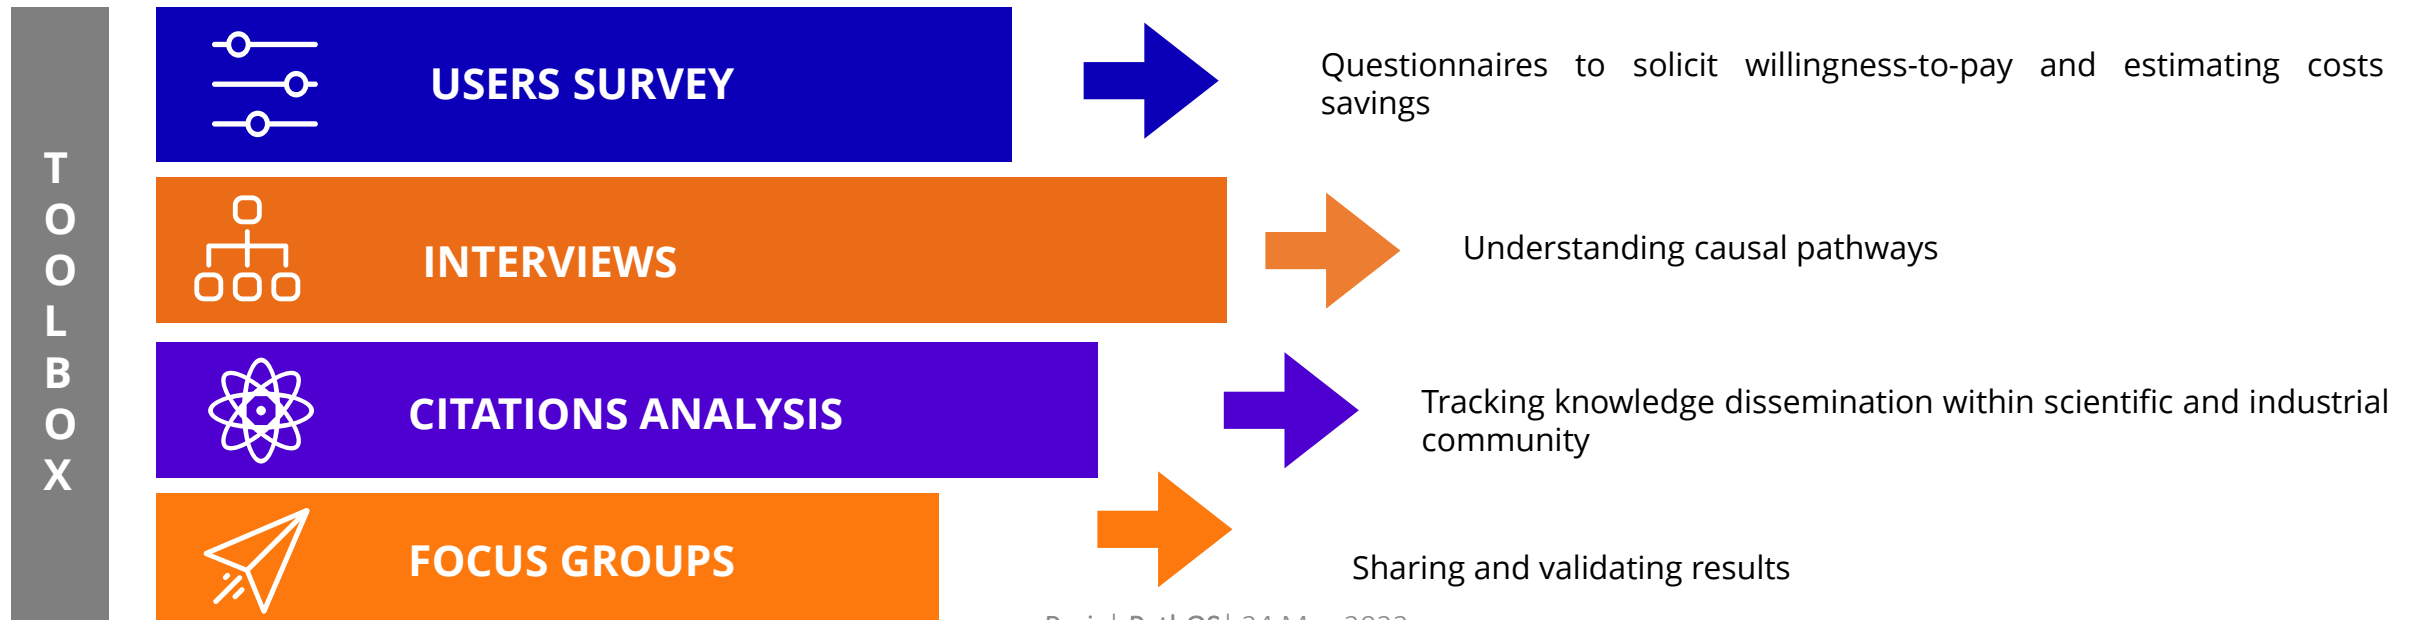 TOOLBOX
USERS SURVEY
Questionnaires to solicit willingness-to-pay and estimating costs
savings
INTERVIEWS
Understanding causal pathways
CITATIONS ANALYSIS
Tracking knowledge dissemination within scientific and industrial
community
FOCUS GROUPS
Sharing and validating results